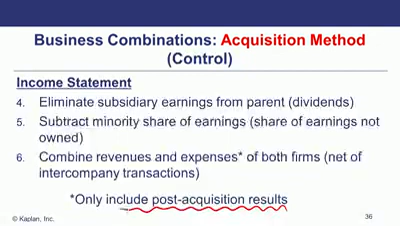 Business Combinations: Acquisition Method
(Control)
Income Statement
4. Eliminate subsidiary earnings from parent (dividends)
5. Subtract minority share of earnings (share of earnings not
owned)
6. Combine revenues and expenses* of both firms (net of
intercompany transactions)
*Only include post-acquisition results
© Kaplan, Inc.
36